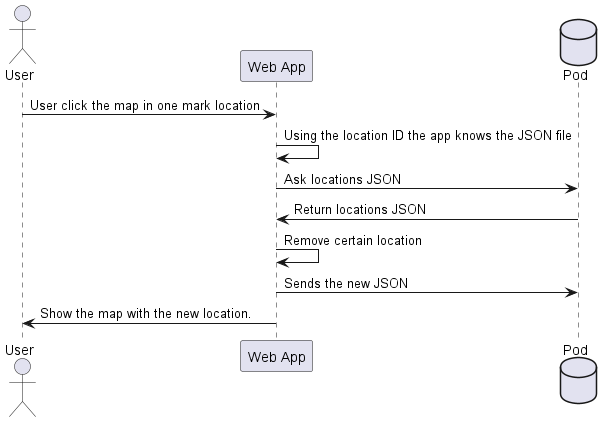 User
Web App
Pod
User click the map in one mark location
Using the location ID the app knows the JSON file
Ask locations JSON
Return locations JSON
Remove certain location
Sends the new JSON
Show the map with the new location.
User
Web App
Pod